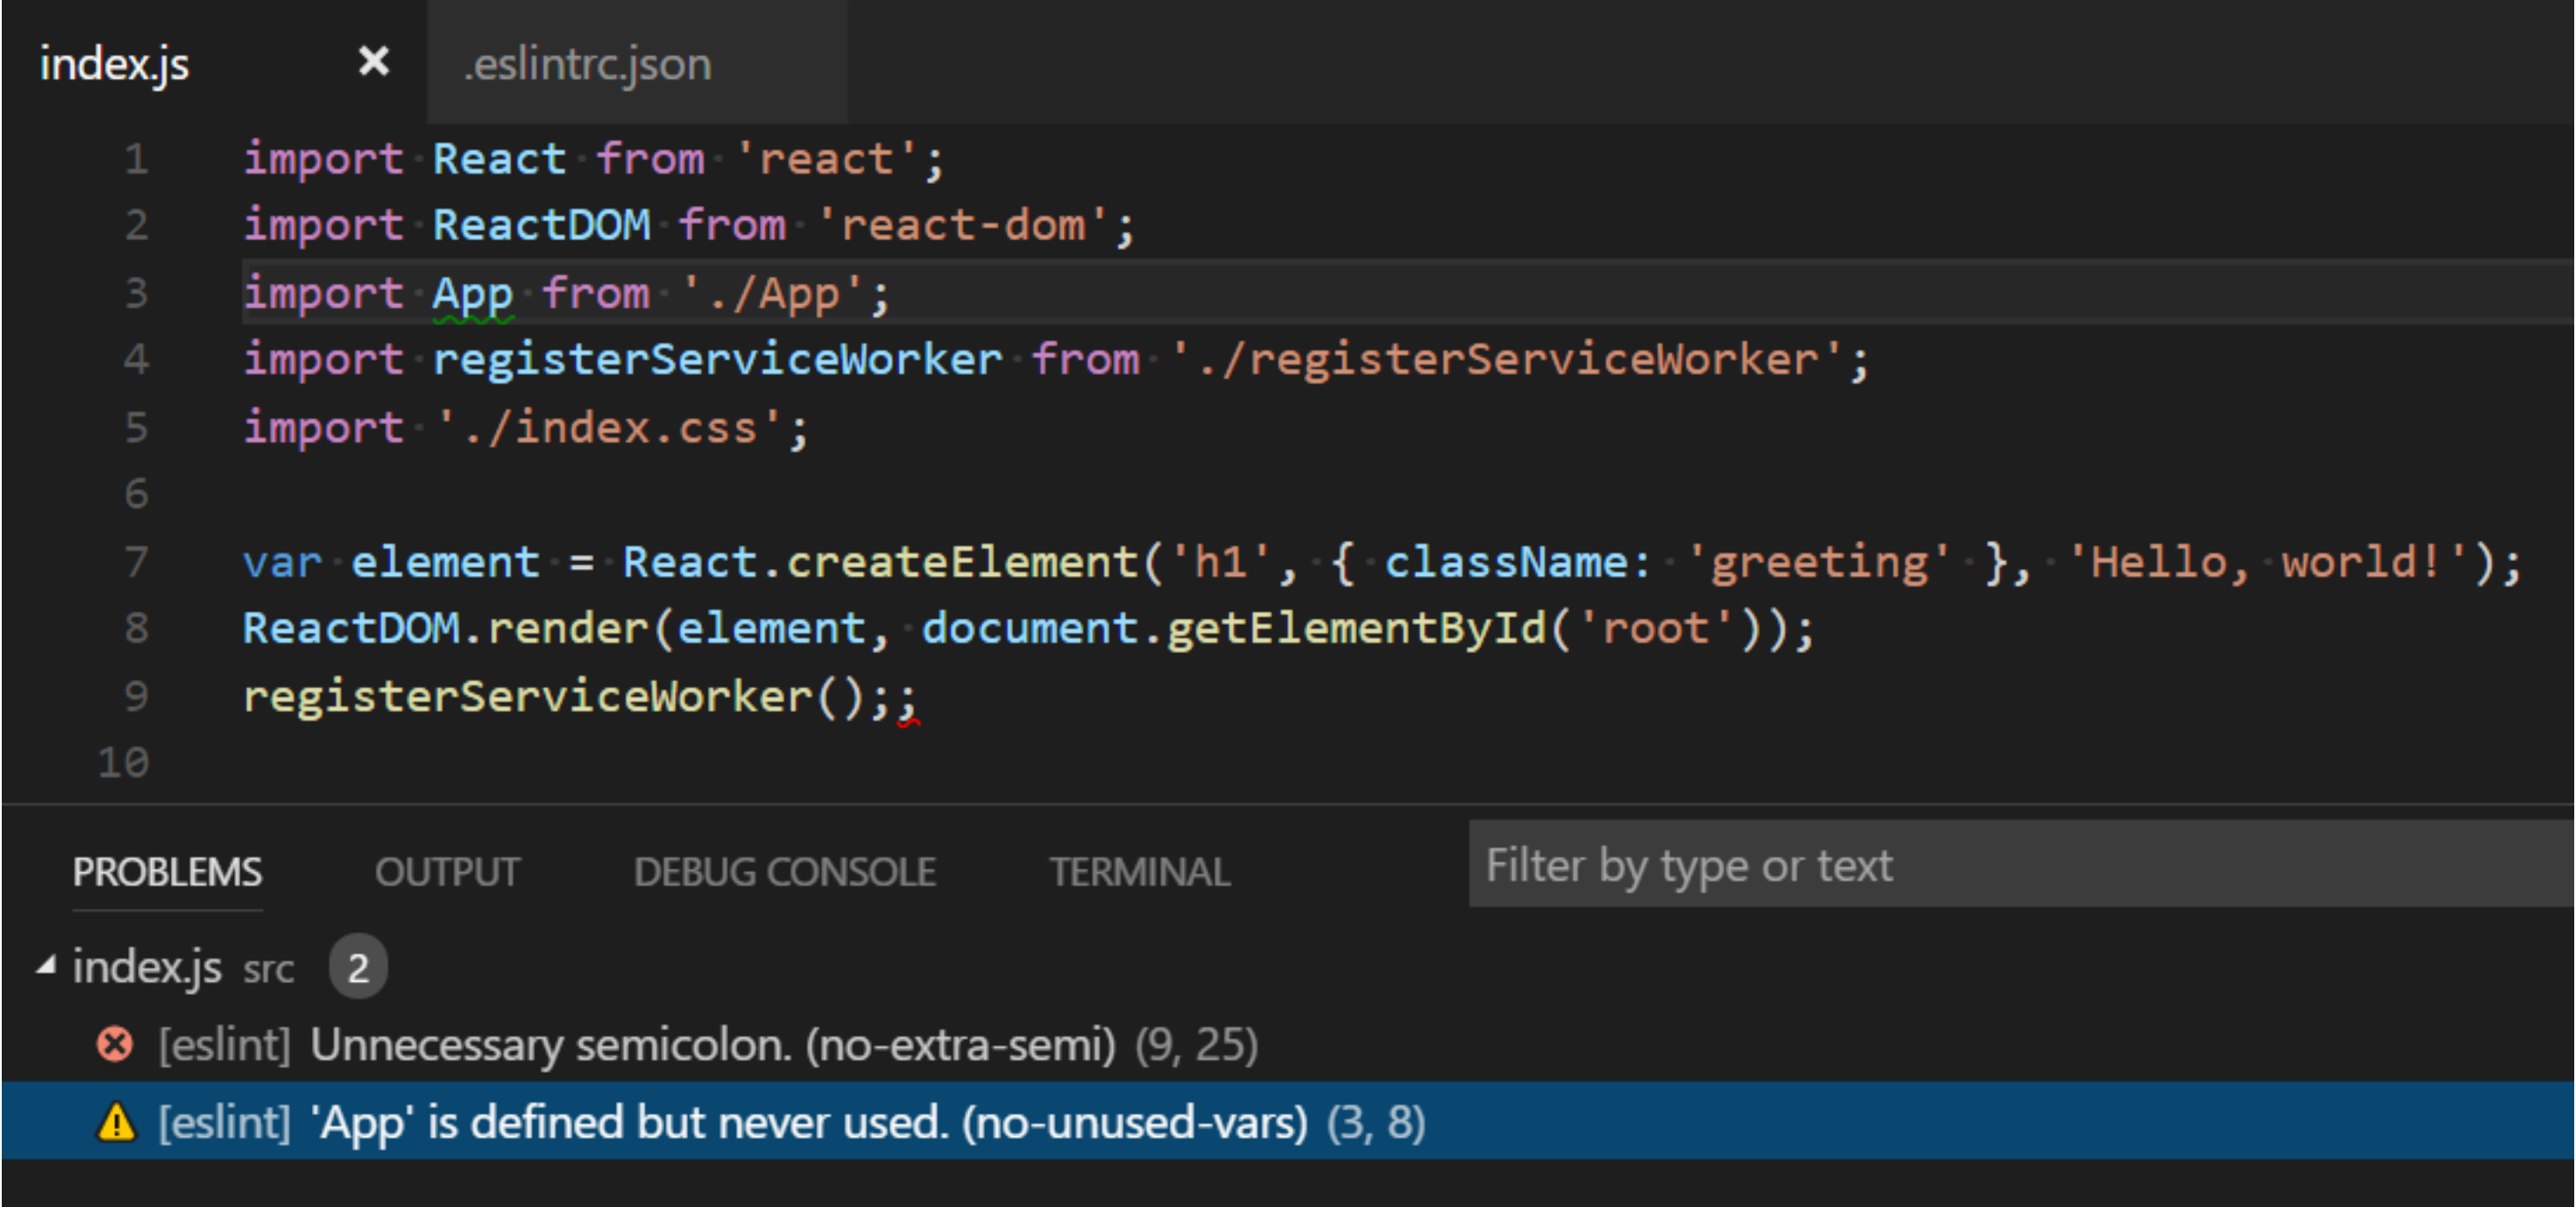 index.js .eslintrc.json
1 import React from 'react';
2 import ReactDOM from 'react-dom';
3 import App from './App';
4 import registerServiceWorker from './registerServiceWorker';
5 import './index.css';
6
7 var element = React.createElement('h1', { className: 'greeting' }, 'Hello, world!');
8 ReactDOM.render(element, document.getElementById('root'));
9 registerServiceWorker();;
10
PROBLEMS OUTPUT DEBUG CONSOLE TERMINAL Filter by type or text
index.js src 2
[eslint] Unnecessary semicolon. (no-extra-semi) (9, 25)
[eslint] 'App' is defined but never used. (no-unused-vars) (3, 8)